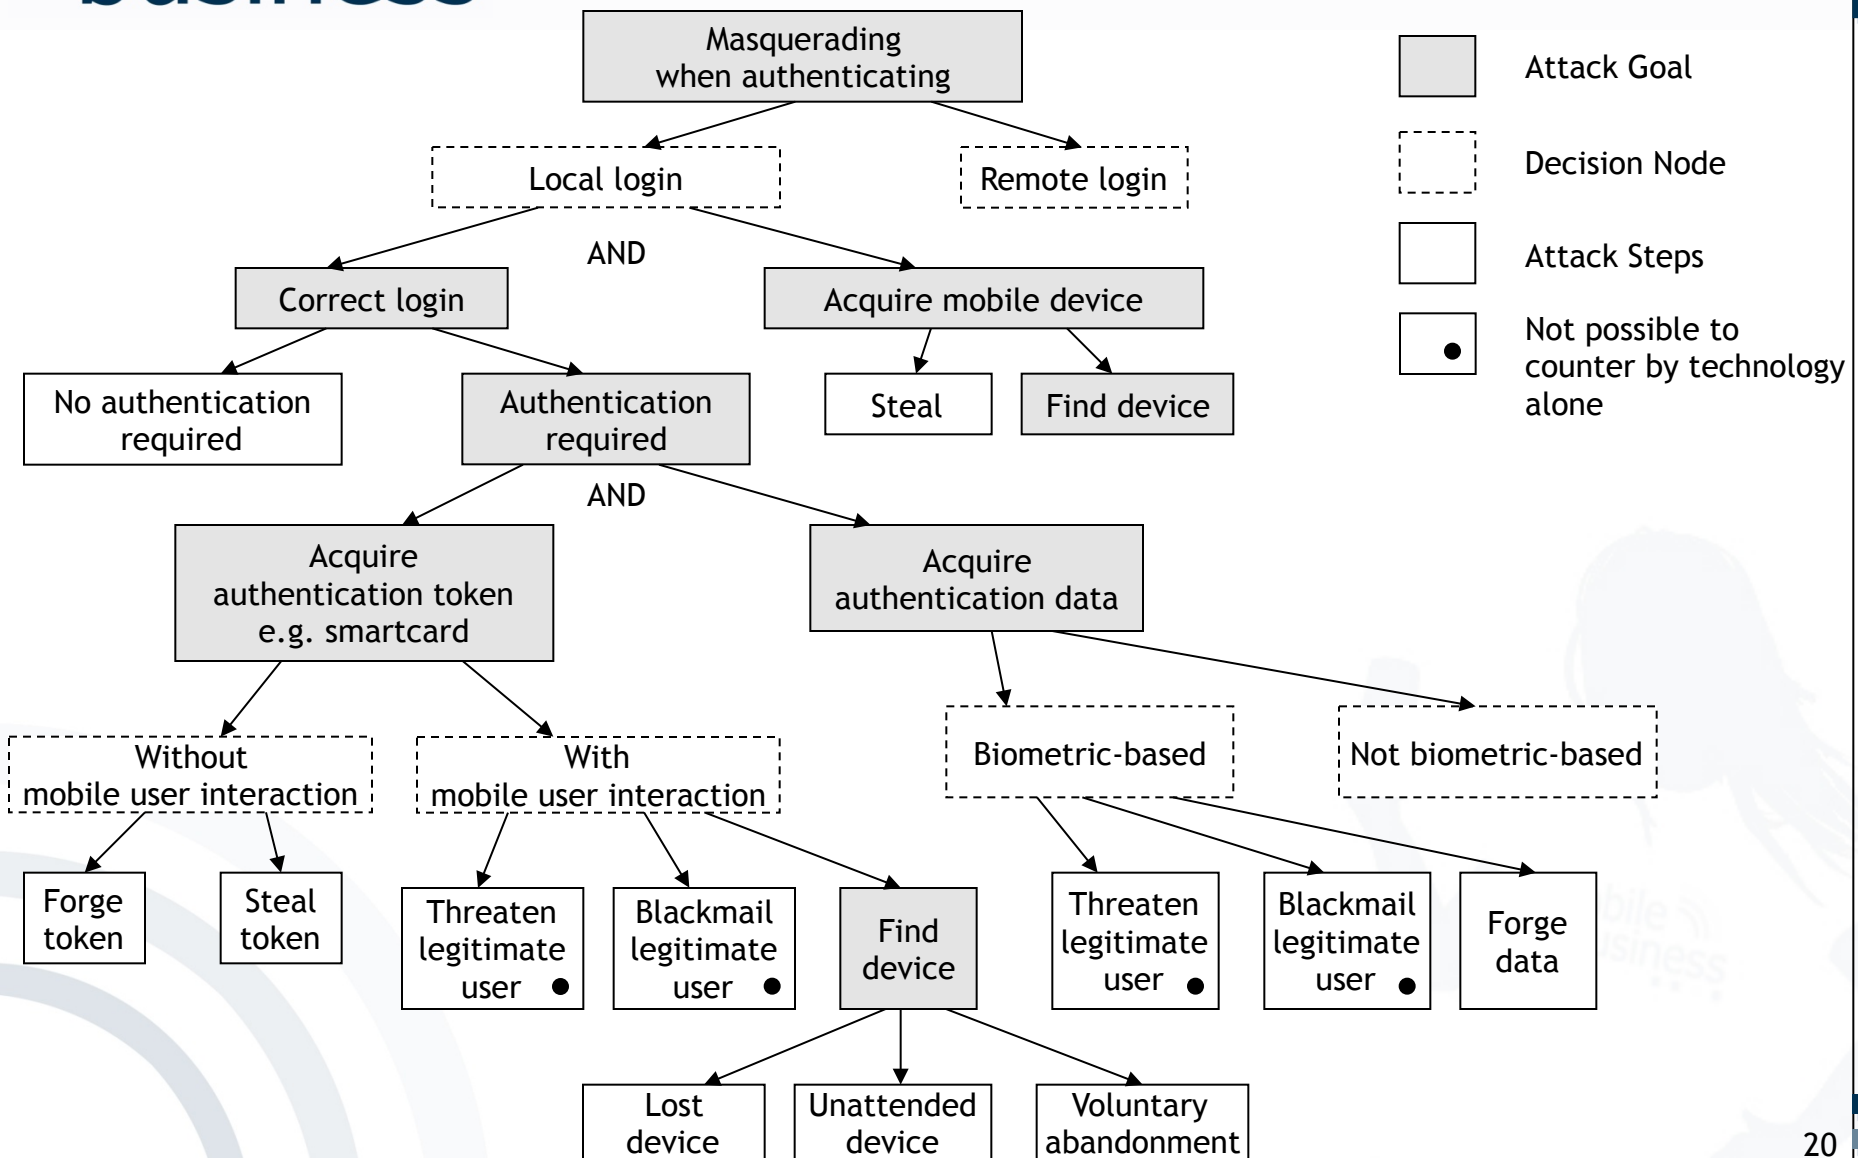 business
Masquerading
when authenticating
Attack Goal
Local login
Remote login
Decision Node
AND
Correct login
Acquire mobile device
Attack Steps
Not possible to
counter by technology
alone
No authentication
required
Authentication
required
Steal
Find device
AND
Acquire
authentication token
e.g. smartcard
Acquire
authentication data
Without
mobile user interaction
With
mobile user interaction
Biometric-based
Not biometric-based
Forge
token
Steal
token
Threaten
legitimate
user
Blackmail
legitimate
user
Find
device
Threaten
legitimate
user
Blackmail
legitimate
user
Forge
data
Lost
device
Unattended
device
Voluntary
abandonment
20